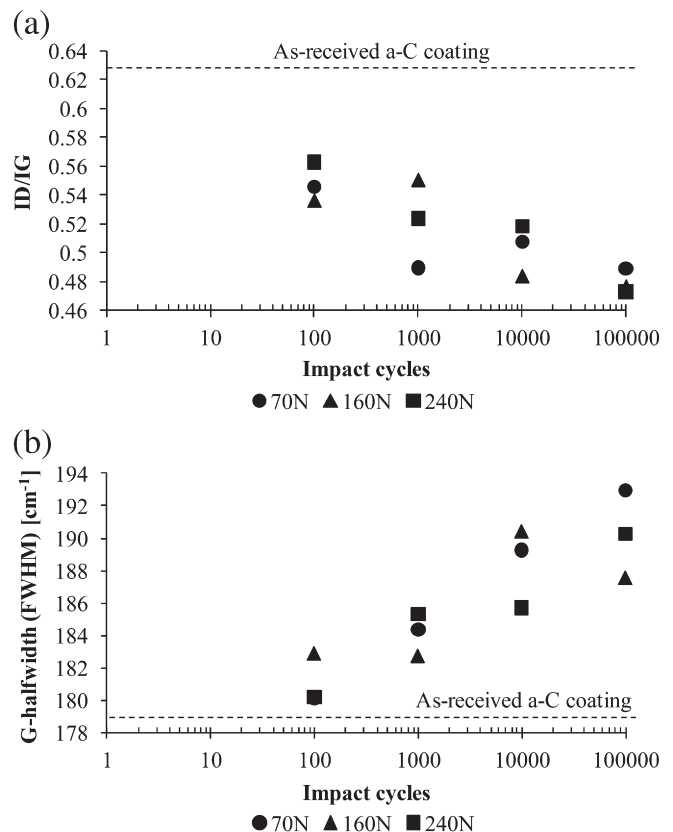 (a)
As-received a-C coating
0.64
0.62
0.6
0.58
0.56
0.54
0.52
0.5
0.48
0.46
ID/IG
1 10 100 1000 10000 100000
Impact cycles
70N 160N 240N
(b)
194
192
190
188
186
184
182
180
178
G-halfwidth (FWHM) [cm⁻¹]
As-received a-C coating
1 10 100 1000 10000 100000
Impact cycles
70N 160N 240N